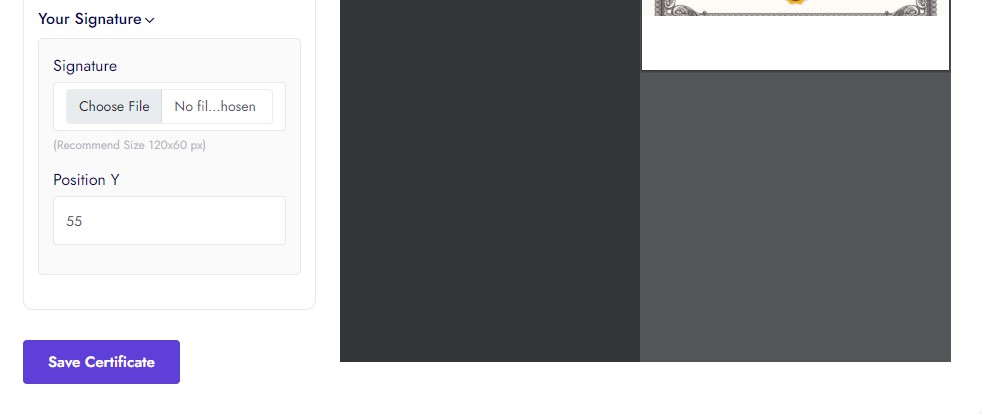 Your Signature
Signature
Choose File No fil...hosen
(Recommend Size 120x60 px)
Position Y
55
Save Certificate